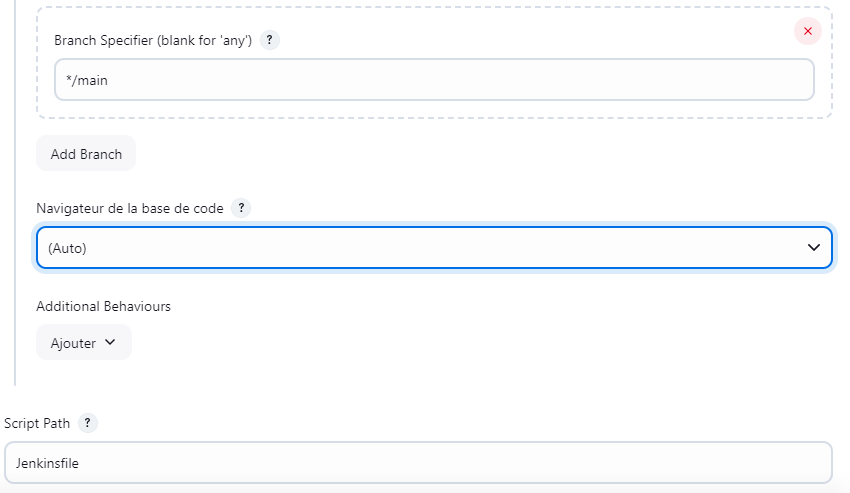 Branch Specifier (blank for 'any') ?
*/main
Add Branch
Navigateur de la base de code ?
(Auto)
Additional Behaviours
Ajouter
Script Path ?
Jenkinsfile